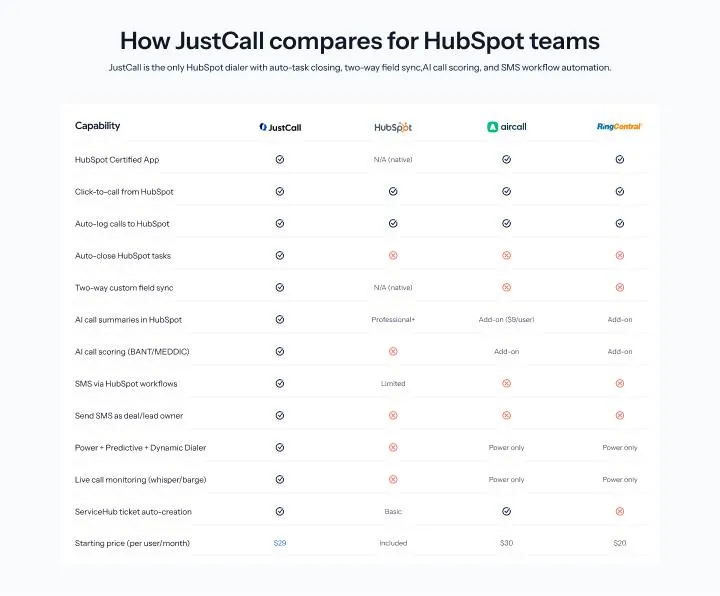 How JustCall compares for HubSpot teams
JustCall is the only HubSpot dialer with auto-task closing, two-way field sync,AI call scoring, and SMS workflow automation.
Capability JustCall HubSpot aircall RingCentral
HubSpot Certified App N/A (native)
Click-to-call from HubSpot
Auto-log calls to HubSpot
Auto-close HubSpot tasks
Two-way custom field sync N/A (native)
AI call summaries in HubSpot Professional+ Add-on ($9/user) Add-on
AI call scoring (BANT/MEDDIC) Add-on Add-on
SMS via HubSpot workflows Limited
Send SMS as deal/lead owner
Power + Predictive + Dynamic Dialer Power only Power only
Live call monitoring (whisper/barge) Power only Power only
ServiceHub ticket auto-creation Basic
Starting price (per user/month) $29 Included $30 $20